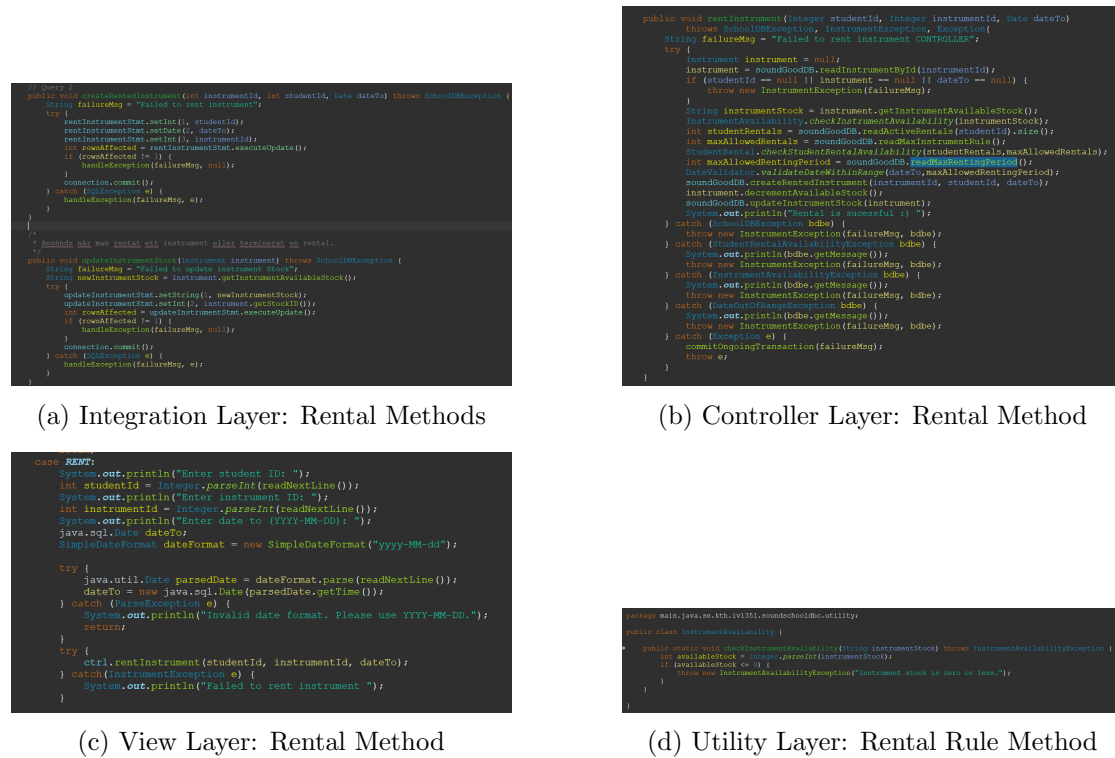 // Query 2
public void createRentedInstrument(int instrumentId, int studentId, Date dateTo) throws SchoolDBException {
String failureMsg = "Failed to rent instrument";
try {
rentInstrumentStmt.setInt(1, studentId);
rentInstrumentStmt.setDate(2, dateTo);
rentInstrumentStmt.setInt(3, instrumentId);
int rowsAffected = rentInstrumentStmt.executeUpdate();
if (rowsAffected != 1) {
handleException(failureMsg, null);
}
connection.commit();
} catch (SQLException e) {
handleException(failureMsg, e);
}
}
/*
* Används när man rentat ett instrument eller terminerat en rental.
*/
public void updateInstrumentStock(Instrument instrument) throws SchoolDBException {
String failureMsg = "Failed to update instrument Stock";
String newInstrumentStock = instrument.getInstrumentAvailableStock();
try {
updateInstrumentStmt.setString(1, newInstrumentStock);
updateInstrumentStmt.setInt(2, instrument.getStockID());
int rowsAffected = updateInstrumentStmt.executeUpdate();
if (rowsAffected != 1) {
handleException(failureMsg, null);
}
connection.commit();
} catch (SQLException e) {
handleException(failureMsg, e);
}
}
(a) Integration Layer: Rental Methods
public void rentInstrument(Integer studentId, Integer instrumentId, Date dateTo)
throws SchoolDBException, InstrumentException, Exception{
String failureMsg = "Failed to rent instrument CONTROLLER";
try {
Instrument instrument = null;
instrument = soundGoodDB.readInstrumentById(instrumentId);
if (studentId == null || instrument == null || dateTo == null) {
throw new InstrumentException(failureMsg);
}
String instrumentStock = instrument.getInstrumentAvailableStock();
InstrumentAvailability.checkInstrumentAvailability(instrumentStock);
int studentRentals = soundGoodDB.readActiveRentals(studentId).size();
int maxAllowedRentals = soundGoodDB.readMaxInstrumentRule();
StudentRental.checkStudentRentalAvailability(studentRentals,maxAllowedRentals);
int maxAllowedRentingPeriod = soundGoodDB.readMaxRentingPeriod();
DateValidator.validateDateWithinRange(dateTo,maxAllowedRentingPeriod);
soundGoodDB.createRentedInstrument(instrumentId, studentId, dateTo);
instrument.decrementAvailableStock();
soundGoodDB.updateInstrumentStock(instrument);
System.out.println("Rental is sucessful :) ");
} catch (SchoolDBException bdbe) {
throw new InstrumentException(failureMsg, bdbe);
} catch (StudentRentalAvailabilityException bdbe) {
System.out.println(bdbe.getMessage());
throw new InstrumentException(failureMsg, bdbe);
} catch (InstrumentAvailabilityException bdbe) {
System.out.println(bdbe.getMessage());
throw new InstrumentException(failureMsg, bdbe);
} catch (DateOutOfRangeException bdbe) {
System.out.println(bdbe.getMessage());
throw new InstrumentException(failureMsg, bdbe);
} catch (Exception e) {
commitOngoingTransaction(failureMsg);
throw e;
}
}
(b) Controller Layer: Rental Method
case RENT:
System.out.println("Enter student ID: ");
int studentId = Integer.parseInt(readNextLine());
System.out.println("Enter instrument ID: ");
int instrumentId = Integer.parseInt(readNextLine());
System.out.println("Enter date to (YYYY-MM-DD): ");
java.sql.Date dateTo;
SimpleDateFormat dateFormat = new SimpleDateFormat("yyyy-MM-dd");
try {
java.util.Date parsedDate = dateFormat.parse(readNextLine());
dateTo = new java.sql.Date(parsedDate.getTime());
} catch (ParseException e) {
System.out.println("Invalid date format. Please use YYYY-MM-DD.");
return;
}
try {
ctrl.rentInstrument(studentId, instrumentId, dateTo);
} catch(InstrumentException e) {
System.out.println("Failed to rent instrument ");
}
(c) View Layer: Rental Method
package main.java.se.kth.iv1351.soundschooldbc.utility;
public class InstrumentAvailability {
public static void checkInstrumentAvailability(String instrumentStock) throws InstrumentAvailabilityException {
int availableStock = Integer.parseInt(instrumentStock);
if (availableStock <= 0) {
throw new InstrumentAvailabilityException("Instrument stock is zero or less.");
}
}
}
(d) Utility Layer: Rental Rule Method